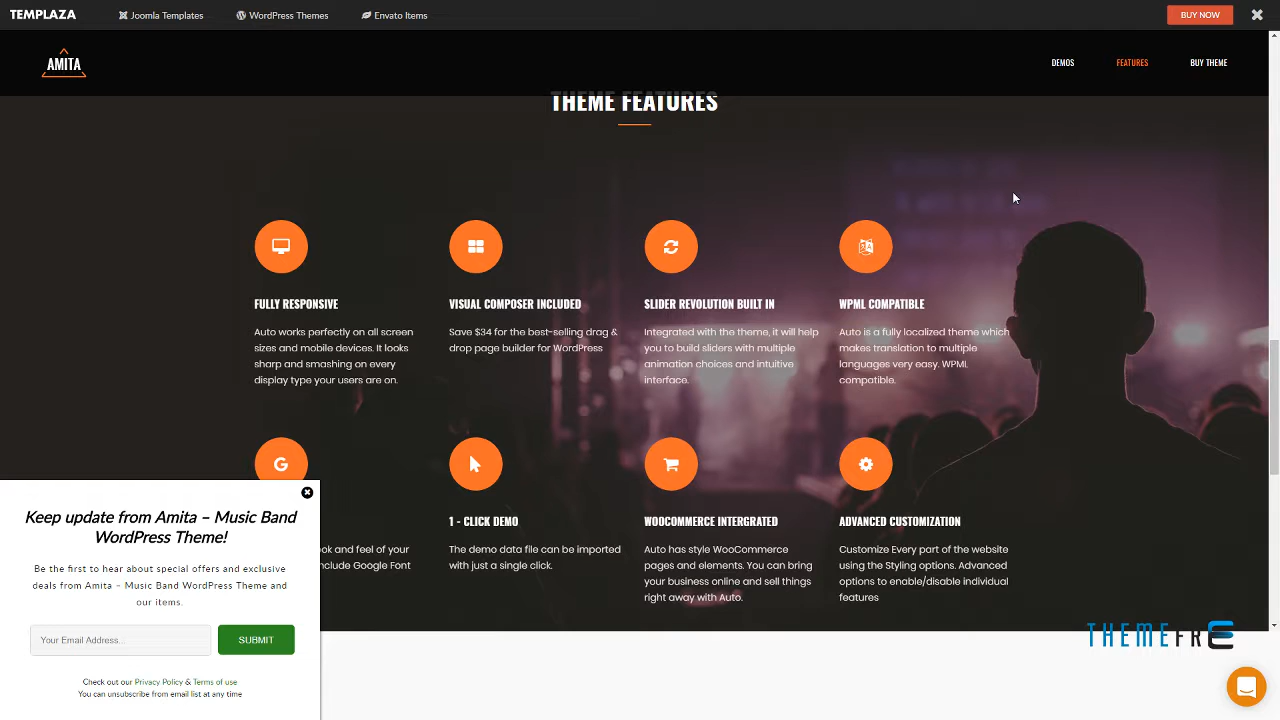 TEMPLAZA
Joomla Templates
WordPress Themes
Envato Items
BUY NOW
AMITA
DEMOS
FEATURES
BUY THEME
THEME FEATURES
FULLY RESPONSIVE
Auto works perfectly on all screen
sizes and mobile devices. It looks
sharp and smashing on every
display type your users are on.
VISUAL COMPOSER INCLUDED
Save $34 for the best-selling drag &
drop page builder for WordPress
SLIDER REVOLUTION BUILT IN
Integrated with the theme, it will help
you to build sliders with multiple
animation choices and intuitive
interface.
WPML COMPATIBLE
Auto is a fully localized theme which
makes translation to multiple
languages very easy. WPML
compatible.
G
ook and feel of your
nclude Google Font
1 - CLICK DEMO
The demo data file can be imported
with just a single click.
WOOCOMMERCE INTERGRATED
Auto has style WooCommerce
pages and elements. You can bring
your business online and sell things
right away with Auto.
ADVANCED CUSTOMIZATION
Customize Every part of the website
using the Styling options. Advanced
options to enable/disable individual
features
Keep update from Amita – Music Band
WordPress Theme!
Be the first to hear about special offers and exclusive
deals from Amita – Music Band WordPress Theme and
our items.
Your Email Address...
SUBMIT
Check out our Privacy Policy & Terms of use
You can unsubscribe from email list at any time
THEMEFRE